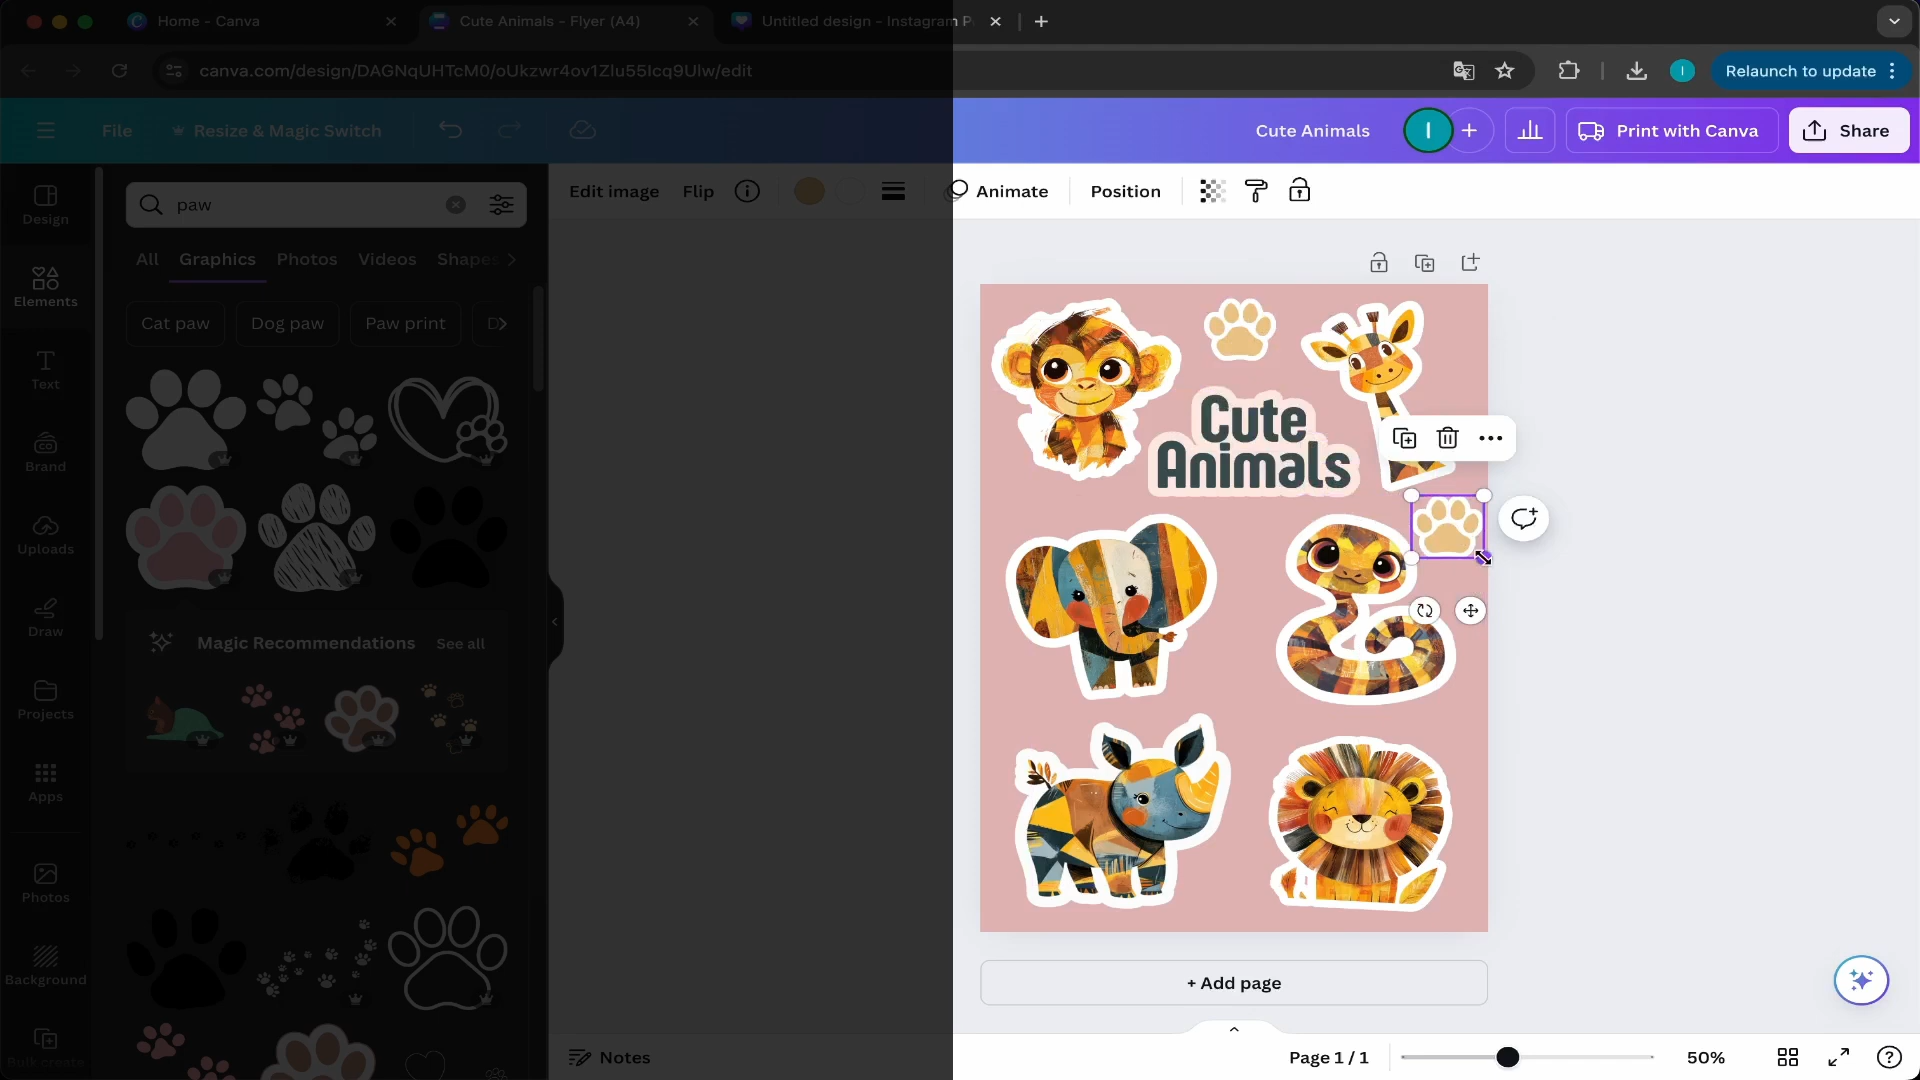 Home - Canva
Cute Animals - Flyer (A4)
Untitled design - Instagram P
canva.com/design/DAGNqUHTcM0/oUkzwr4ov1Zlu55Icq9Ulw/edit
Relaunch to update
File
Resize & Magic Switch
Cute Animals
I
Print with Canva
Share
Design
Elements
Text
Brand
Uploads
Draw
Projects
Apps
Photos
Background
Bulk create
paw
All
Graphics
Photos
Videos
Shapes
Cat paw
Dog paw
Paw print
Magic Recommendations
See all
Edit image
Flip
Animate
Position
Cute
Animals
+ Add page
Notes
Page 1 / 1
50%